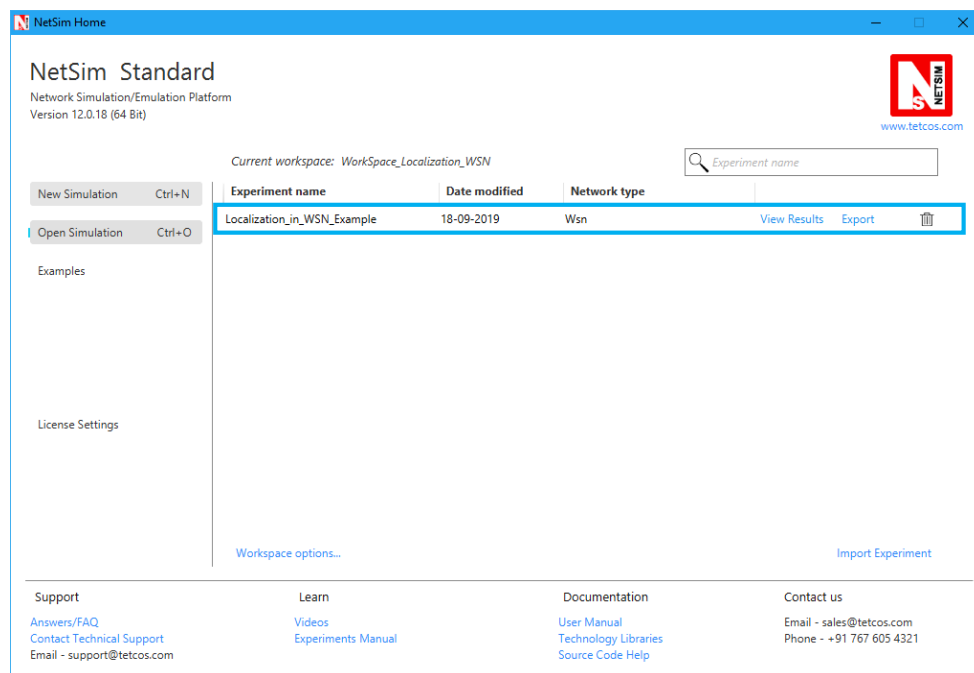 NetSim Home
NetSim Standard
Network Simulation/Emulation Platform
Version 12.0.18 (64 Bit)
NS NETSIM
www.tetcos.com
Current workspace: WorkSpace_Localization_WSN
Experiment name
New Simulation Ctrl+N
Open Simulation Ctrl+O
Examples
License Settings
Experiment name Date modified Network type
Localization_in_WSN_Example 18-09-2019 Wsn View Results Export
Workspace options... Import Experiment
Support
Answers/FAQ
Contact Technical Support
Email - support@tetcos.com
Learn
Videos
Experiments Manual
Documentation
User Manual
Technology Libraries
Source Code Help
Contact us
Email - sales@tetcos.com
Phone - +91 767 605 4321